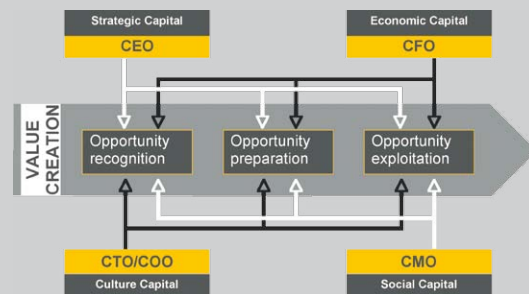 Strategic Capital
CEO
Economic Capital
CFO
VALUE
CREATION
Opportunity
recognition
Opportunity
preparation
Opportunity
exploitation
CTO/COO
Culture Capital
CMO
Social Capital